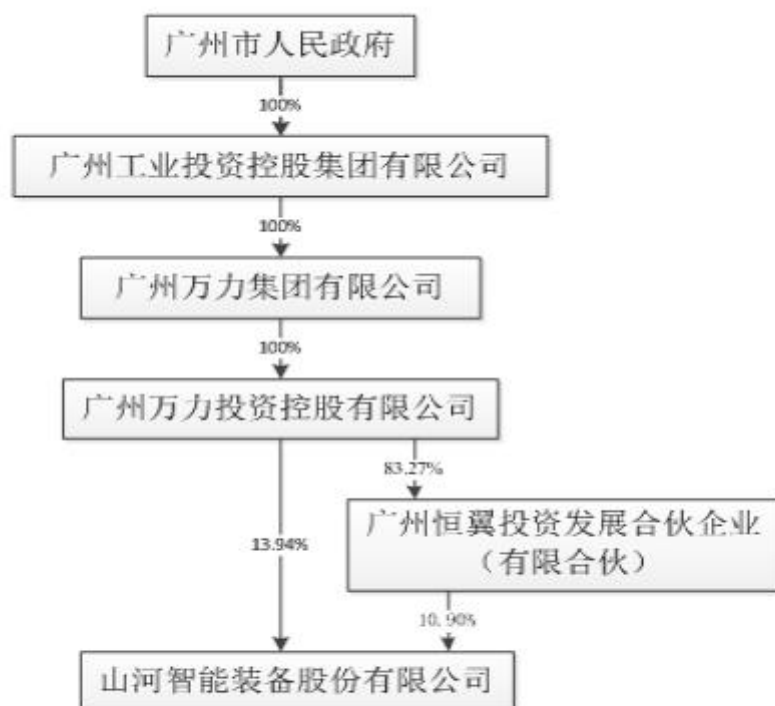 广州市人民政府
100%
广州工业投资控股集团有限公司
100%
广州万力集团有限公司
100%
广州万力投资控股有限公司
83.27%
广州恒翼投资发展合伙企业
（有限合伙）
13.94%
10.90%
山河智能装备股份有限公司